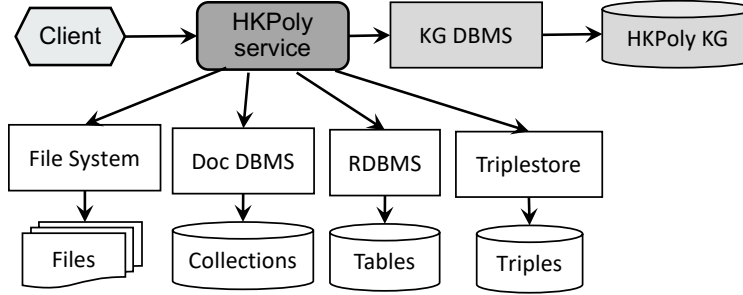 Client
HKPoly
service
KG DBMS
HKPoly KG
File System
Doc DBMS
RDBMS
Triplestore
Files
Collections
Tables
Triples